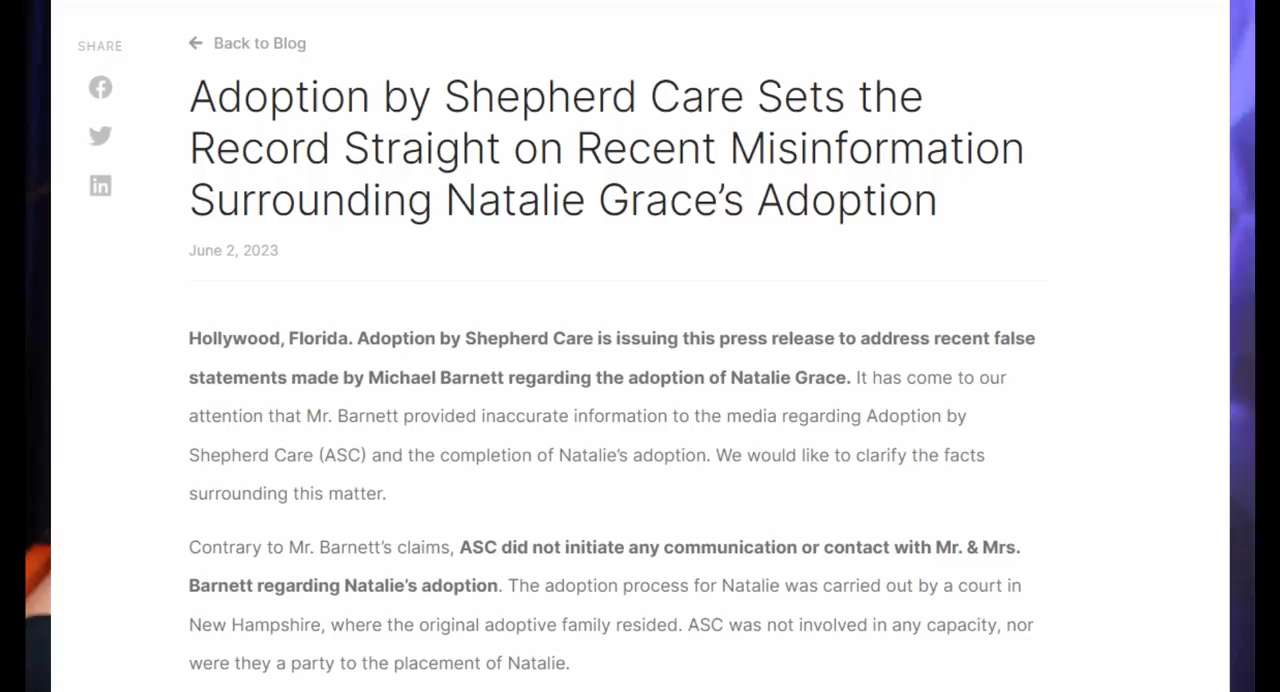 SHARE
← Back to Blog
Adoption by Shepherd Care Sets the
Record Straight on Recent Misinformation
Surrounding Natalie Grace’s Adoption
June 2, 2023
Hollywood, Florida. Adoption by Shepherd Care is issuing this press release to address recent false
statements made by Michael Barnett regarding the adoption of Natalie Grace. It has come to our
attention that Mr. Barnett provided inaccurate information to the media regarding Adoption by
Shepherd Care (ASC) and the completion of Natalie’s adoption. We would like to clarify the facts
surrounding this matter.
Contrary to Mr. Barnett’s claims, ASC did not initiate any communication or contact with Mr. & Mrs.
Barnett regarding Natalie’s adoption. The adoption process for Natalie was carried out by a court in
New Hampshire, where the original adoptive family resided. ASC was not involved in any capacity, nor
were they a party to the placement of Natalie.